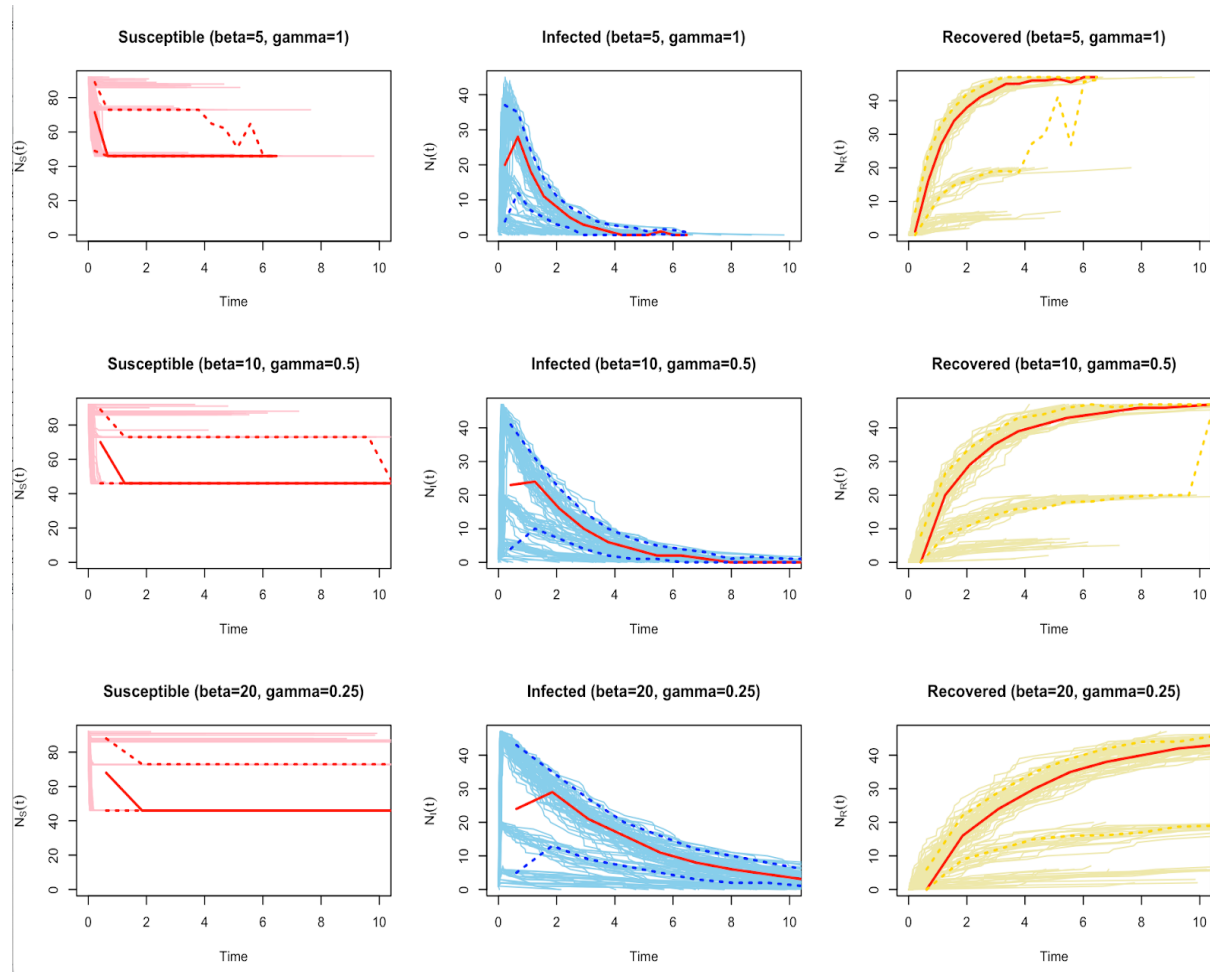 Susceptible (beta=5, gamma=1)
N_S(t)
0 20 40 60 80
0 2 4 6 8 10
Time
Infected (beta=5, gamma=1)
N_I(t)
0 10 20 30 40
0 2 4 6 8 10
Time
Recovered (beta=5, gamma=1)
N_R(t)
0 10 20 30 40
0 2 4 6 8 10
Time
Susceptible (beta=10, gamma=0.5)
N_S(t)
0 20 40 60 80
0 2 4 6 8 10
Time
Infected (beta=10, gamma=0.5)
N_I(t)
0 10 20 30 40
0 2 4 6 8 10
Time
Recovered (beta=10, gamma=0.5)
N_R(t)
0 10 20 30 40
0 2 4 6 8 10
Time
Susceptible (beta=20, gamma=0.25)
N_S(t)
0 20 40 60 80
0 2 4 6 8 10
Time
Infected (beta=20, gamma=0.25)
N_I(t)
0 10 20 30 40
0 2 4 6 8 10
Time
Recovered (beta=20, gamma=0.25)
N_R(t)
0 10 20 30 40
0 2 4 6 8 10
Time